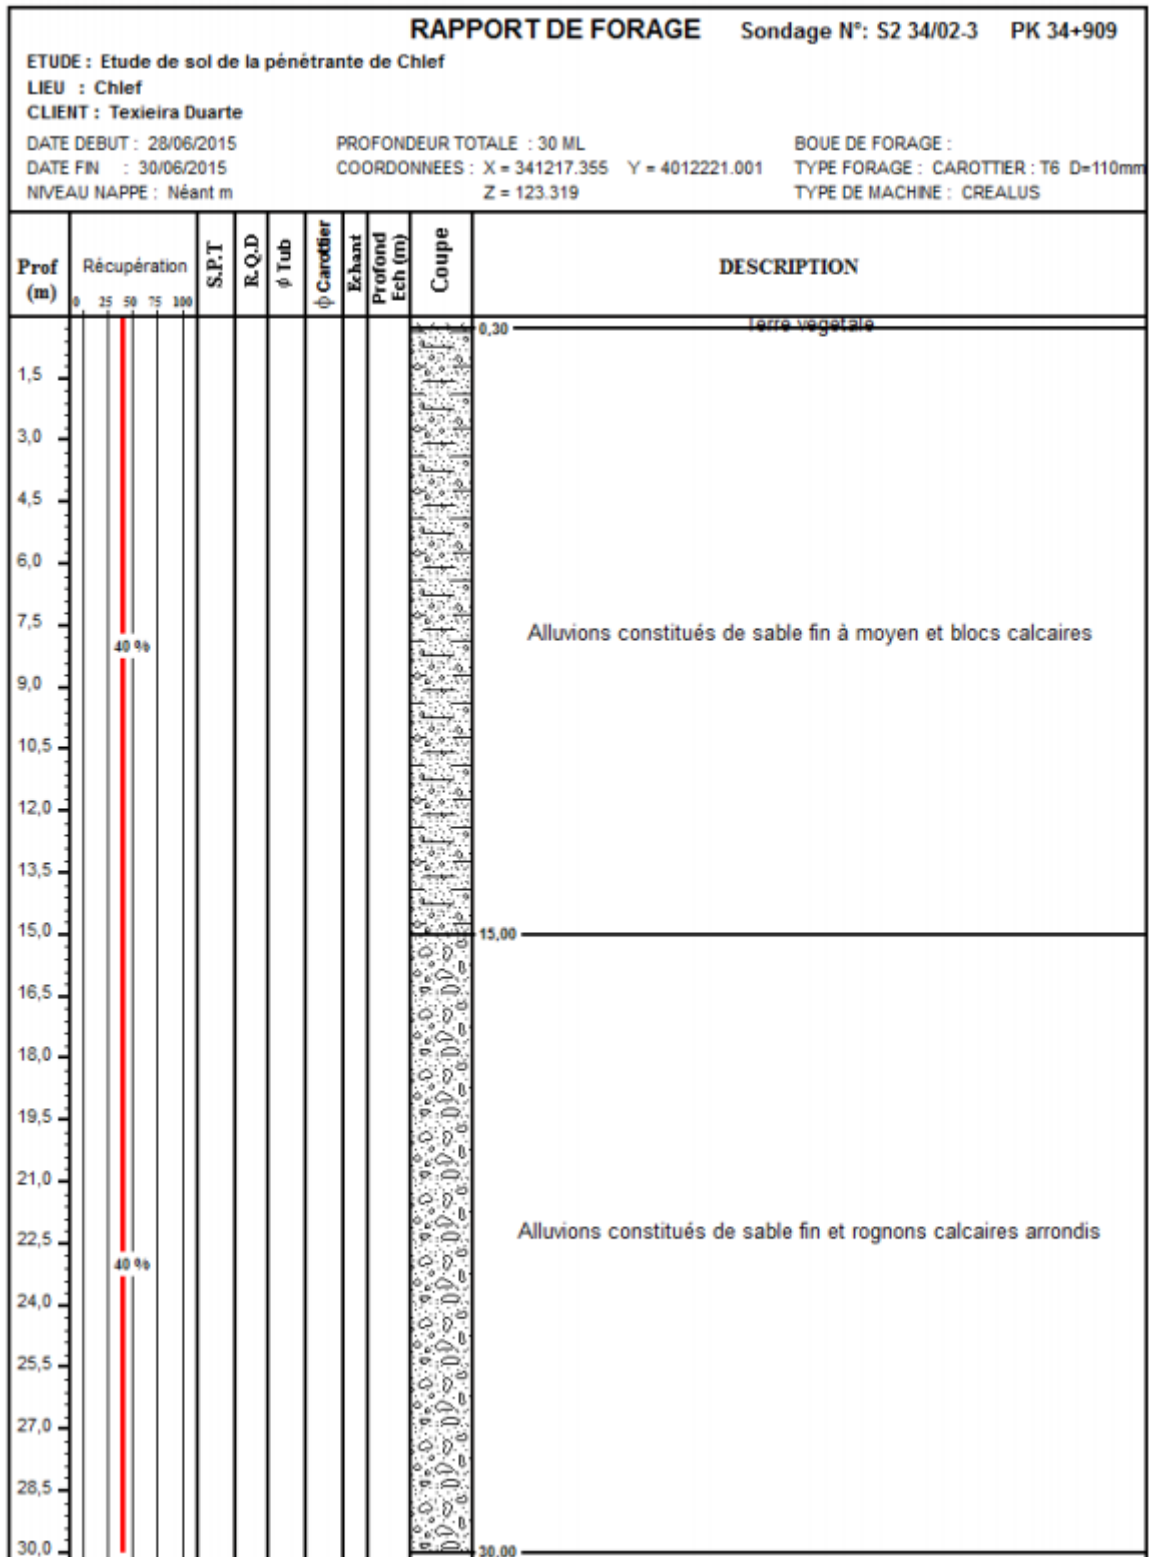 RAPPORT DE FORAGE Sondage N°: S2 34/02-3 PK 34+909
ETUDE : Etude de sol de la pénétrante de Chlef
LIEU : Chlef
CLIENT : Texieira Duarte
DATE DEBUT : 28/06/2015 PROFONDEUR TOTALE : 30 ML BOUE DE FORAGE :
DATE FIN : 30/06/2015 COORDONNEES : X = 341217.355 Y = 4012221.001 TYPE FORAGE : CAROTTIER : T6 D=110mm
NIVEAU NAPPE : Néant m Z = 123.319 TYPE DE MACHINE : CREALUS
Prof (m) Récupération S.P.T R.Q.D ϕ Tub ϕ Carottier Echant Profond Ech (m) Coupe DESCRIPTION
0 25 50 75 100
0,30 Terre végétale
1,5
3,0
4,5
6,0
7,5
Alluvions constitués de sable fin à moyen et blocs calcaires
40 %
9,0
10,5
12,0
13,5
15,0 15,00
16,5
18,0
19,5
21,0
22,5
Alluvions constitués de sable fin et rognons calcaires arrondis
40 %
24,0
25,5
27,0
28,5
30,0 30,00